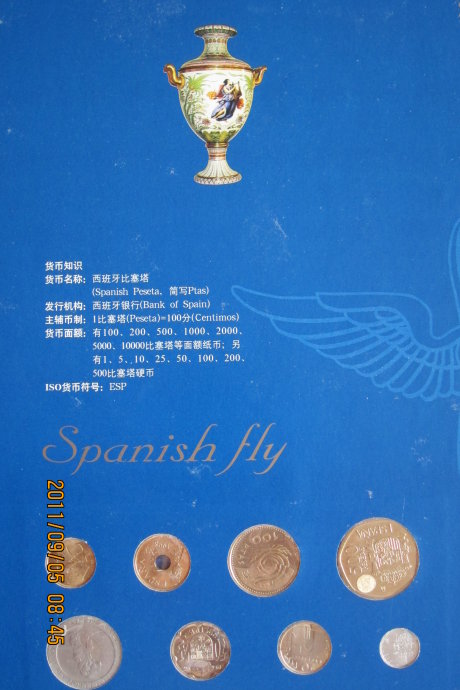 货币知识
货币名称：西班牙比塞塔
(Spanish Peseta、简写Ptas)
发行机构：西班牙银行(Bank of Spain)
主辅币制：1比塞塔(Peseta)=100分(Centimos)
货币面额：有100、200、500、1000、2000、
5000、10000比塞塔等面额纸币；另
有1、5、10、25、50、100、200、
500比塞塔硬币
ISO货币符号：ESP
Spanish fly
2011/09/05 08:45
100